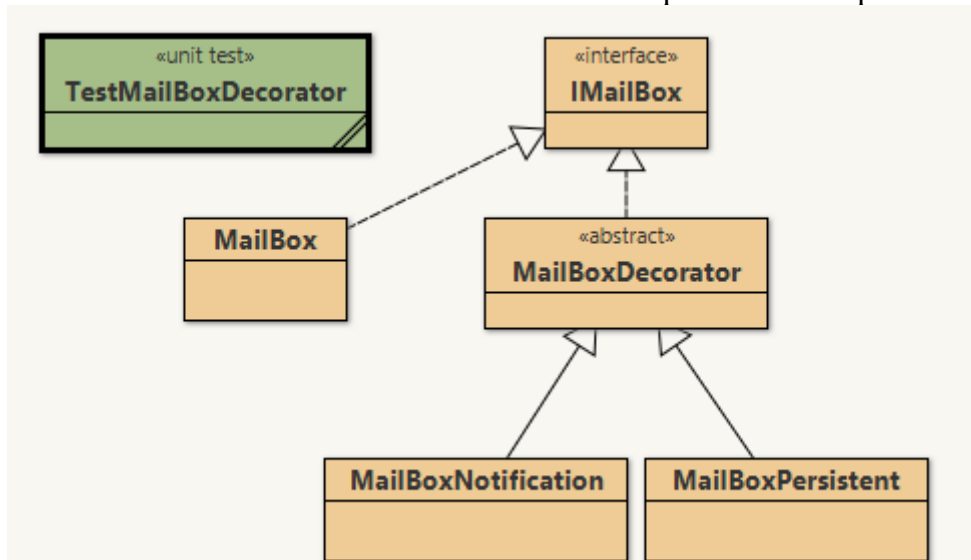 «unit test»
TestMailBoxDecorator
«interface»
IMailBox
MailBox
«abstract»
MailBoxDecorator
MailBoxNotification
MailBoxPersistent